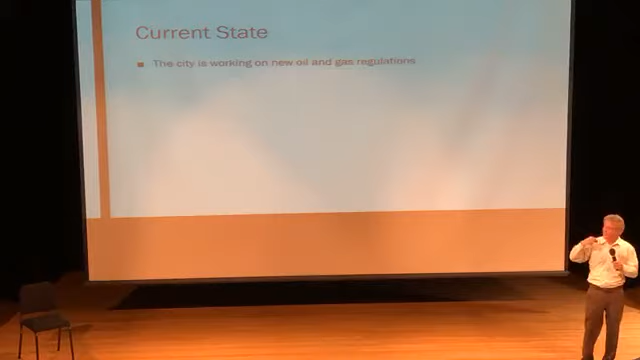 Current State
The city is working on new oil and gas regulations